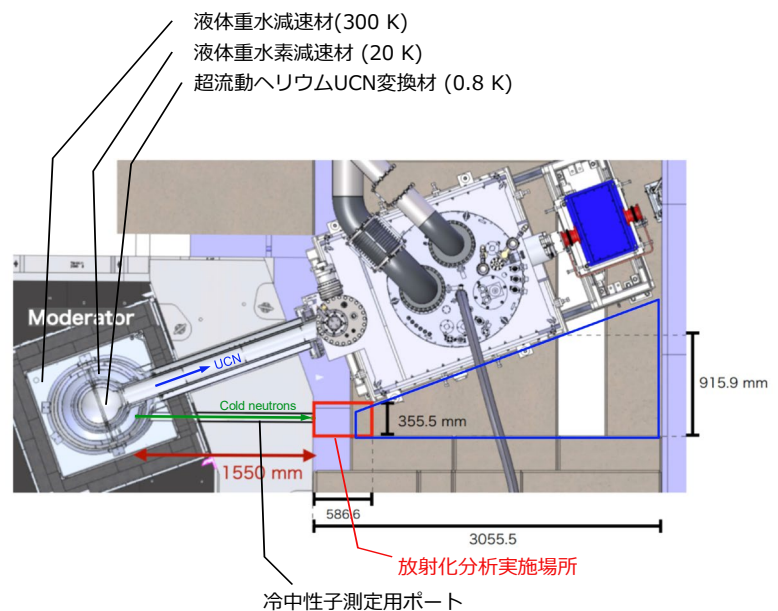 液体重水減速材(300 K)
液体重水素減速材 (20 K)
超流動ヘリウムUCN変換材 (0.8 K)
Moderator
UCN
Cold neutrons
915.9 mm
355.5 mm
1550 mm
586.6
3055.5
放射化分析実施場所
冷中性子測定用ポート